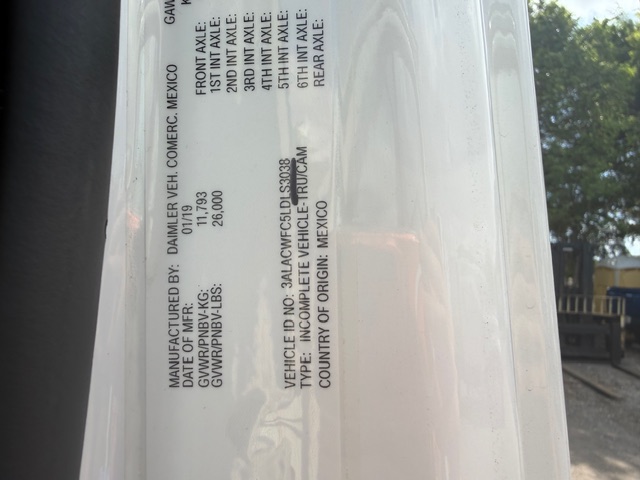 MANUFACTURED BY: DAIMLER VEH. COMERC. MEXICO
DATE OF MFR: 01/19
GVWR/PNBV-KG: 11,793
GVWR/PNBV-LBS: 26,000
GAW
K
FRONT AXLE:
1ST INT AXLE:
2ND INT AXLE:
3RD INT AXLE:
4TH INT AXLE:
5TH INT AXLE:
6TH INT AXLE:
REAR AXLE:
VEHICLE ID NO: 3ALACWFC5LDLS3038
TYPE: INCOMPLETE VEHICLE-TRU/CAM
COUNTRY OF ORIGIN: MEXICO